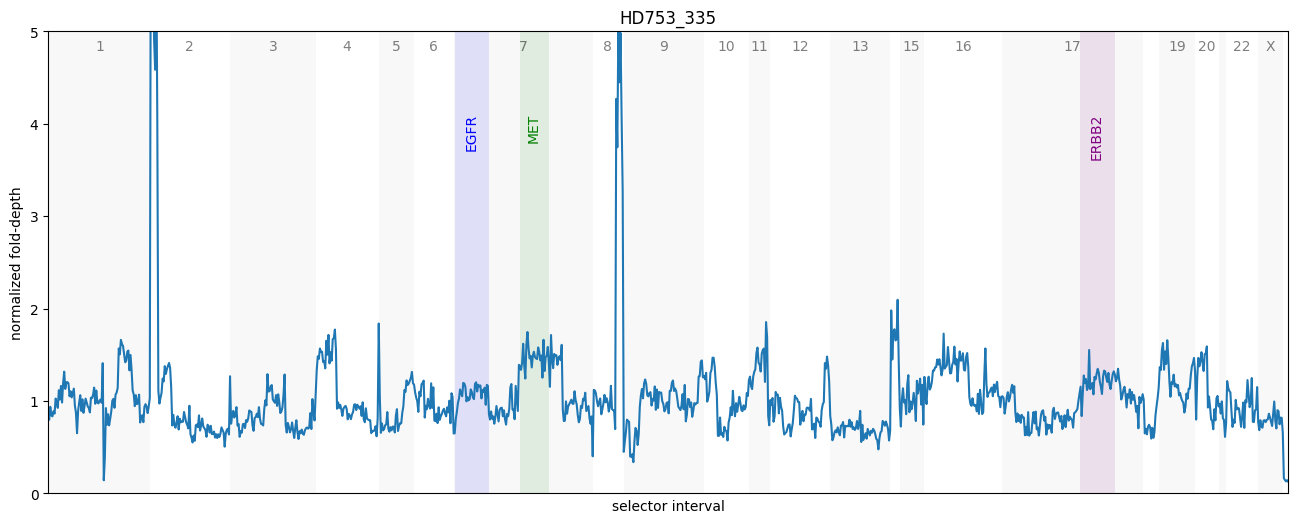 HD753_335
1 2 3 4 5 6 7 8 9 10 11 12 13 15 16 17 19 20 22 X
EGFR
MET
ERBB2
normalized fold-depth
5
4
3
2
1
0
selector interval